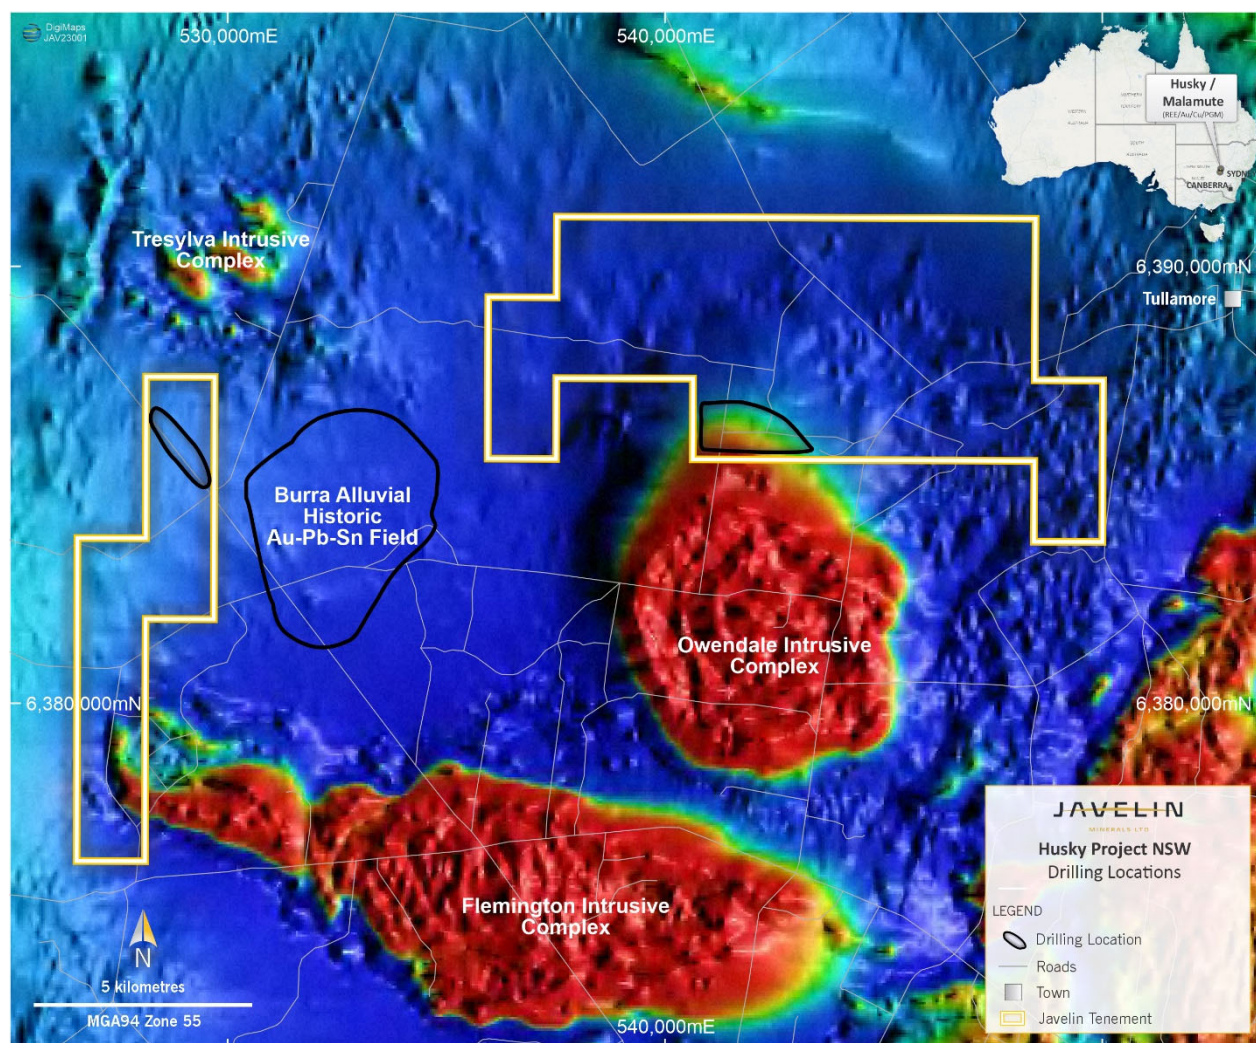 DigiMaps
JAV23001
530,000mE
540,000mE
Husky /
Malamute
(REE/Au/Cu/PGM)
CANBERRA
Tresylva Intrusive
Complex
6,390,000mN
Tullamore
Burra Alluvial
Historic
Au-Pb-Sn Field
Owendale Intrusive
Complex
6,380,000mN
6,380,000mN
Flemington Intrusive
Complex
N
5 kilometres
MGA94 Zone 55
540,000mE
JAVELIN
MINERALS LTD
Husky Project NSW
Drilling Locations
LEGEND
Drilling Location
Roads
Town
Javelin Tenement